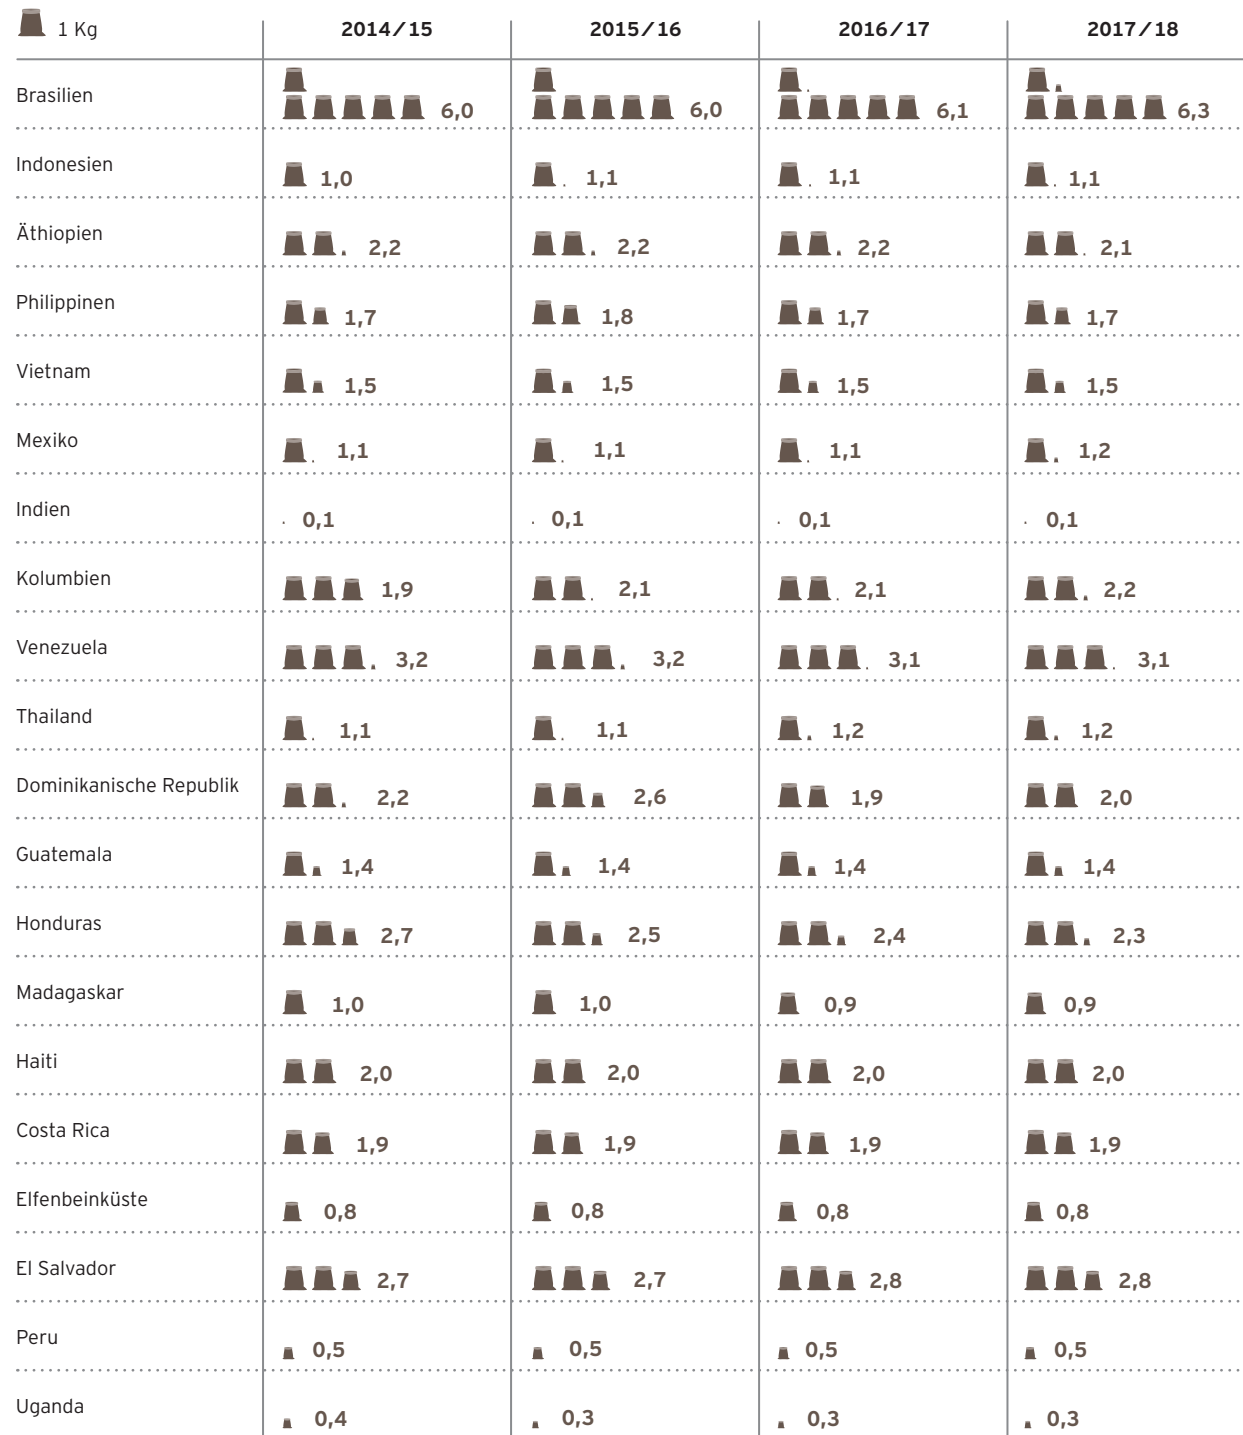 1 Kg 2014/15 2015/16 2016/17 2017/18
Brasilien 6,0 6,0 6,1 6,3
Indonesien 1,0 1,1 1,1 1,1
Äthiopien 2,2 2,2 2,2 2,1
Philippinen 1,7 1,8 1,7 1,7
Vietnam 1,5 1,5 1,5 1,5
Mexiko 1,1 1,1 1,1 1,2
Indien 0,1 0,1 0,1 0,1
Kolumbien 1,9 2,1 2,1 2,2
Venezuela 3,2 3,2 3,1 3,1
Thailand 1,1 1,1 1,2 1,2
Dominikanische Republik 2,2 2,6 1,9 2,0
Guatemala 1,4 1,4 1,4 1,4
Honduras 2,7 2,5 2,4 2,3
Madagaskar 1,0 1,0 0,9 0,9
Haiti 2,0 2,0 2,0 2,0
Costa Rica 1,9 1,9 1,9 1,9
Elfenbeinküste 0,8 0,8 0,8 0,8
El Salvador 2,7 2,7 2,8 2,8
Peru 0,5 0,5 0,5 0,5
Uganda 0,4 0,3 0,3 0,3